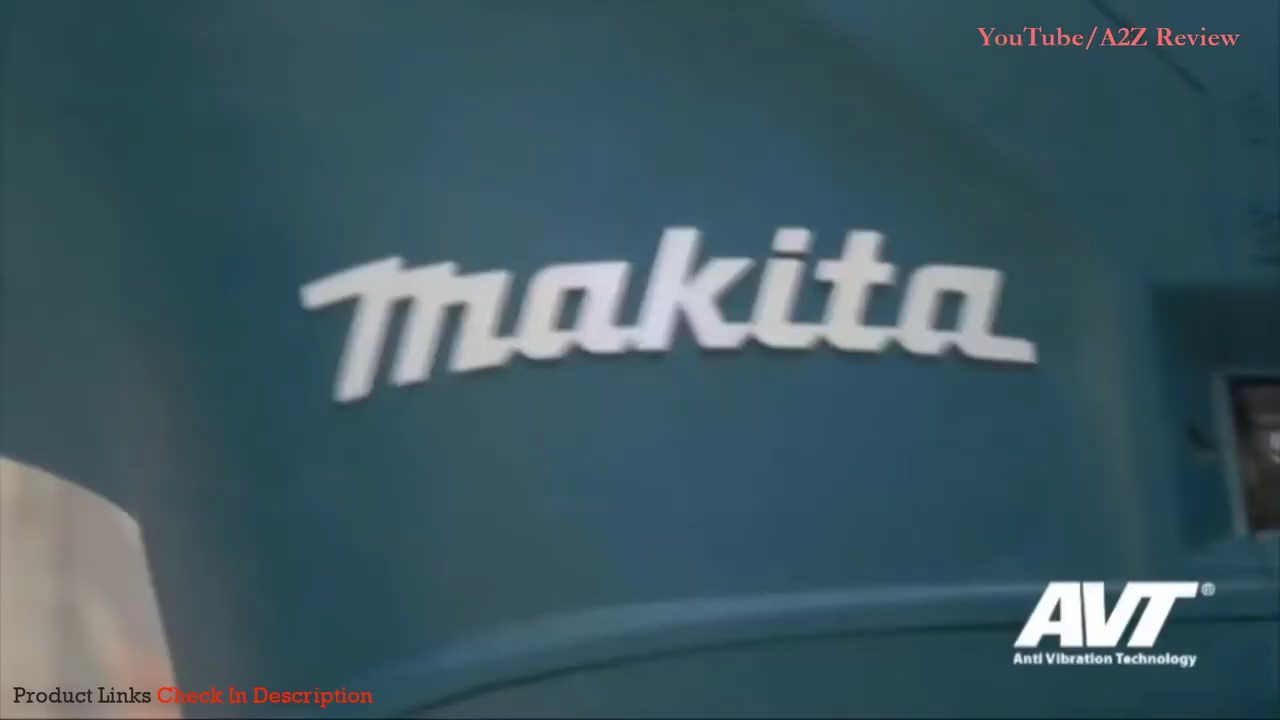 YouTube/A2Z Review
makita
AVT®
Anti Vibration Technology
Product Links Check In Description